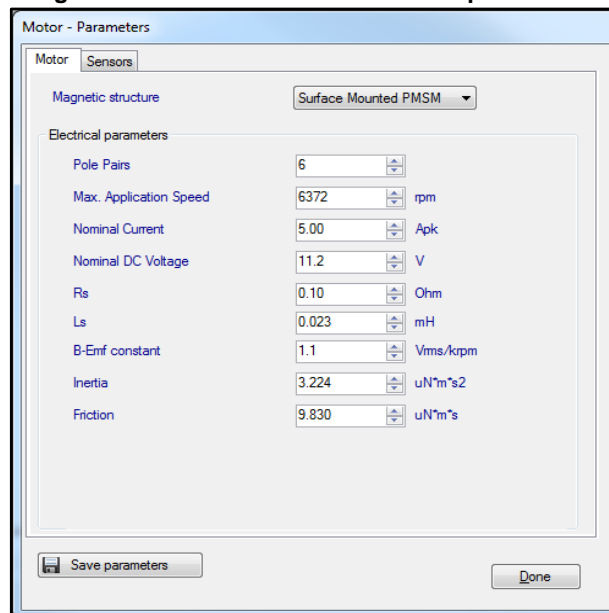 Motor - Parameters
Motor Sensors
Magnetic structure Surface Mounted PMSM
Electrical parameters
Pole Pairs 6
Max. Application Speed 6372 rpm
Nominal Current 5.00 Apk
Nominal DC Voltage 11.2 V
Rs 0.10 Ohm
Ls 0.023 mH
B-Emf constant 1.1 Vrms/krpm
Inertia 3.224 uN*m*s2
Friction 9.830 uN*m*s
Save parameters
Done